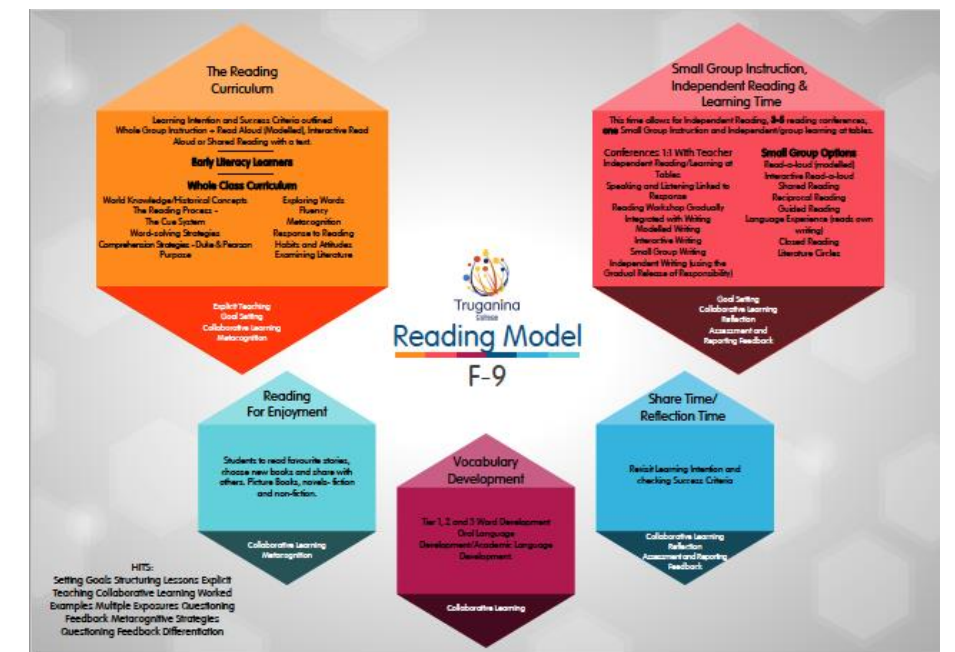 The Reading
Curriculum
Learning Intention and Success Criteria outlined
Whole Group Instruction + Read Aloud (Modelled), Interactive Read
Aloud or Shared Reading with a text.
Early Literacy Learners
Whole Class Curriculum
World Knowledge/Historical Concepts
The Reading Process -
The Cue System
Word-solving Strategies
Comprehension Strategies -Duke & Pearson
Purpose
Exploring Words
Fluency
Metacognition
Response to Reading
Habits and Attitudes
Examining Literature
Explicit Teaching
Goal Setting
Collaborative Learning
Metacognition
Small Group Instruction,
Independent Reading &
Learning Time
This time allows for Independent Reading, 3-5 reading conferences,
one Small Group Instruction and Independent/group learning at tables.
Conferences 1:1 With Teacher
Independent Reading/Learning at
Tables
Speaking and Listening Linked to
Response
Reading Workshop Gradually
Integrated with Writing
Modelled Writing
Interactive Writing
Small Group Writing
Independent Writing (using the
Gradual Release of Responsibility)
Small Group Options
Read-a-loud (modelled)
Interactive Read-a-loud
Shared Reading
Reciprocal Reading
Guided Reading
Language Experience (reads own
writing)
Closed Reading
Literature Circles
Goal Setting
Collaborative Learning
Reflection
Assessment and
Reporting Feedback
Truganina
College
Reading Model
F-9
Reading
For Enjoyment
Students to read favourite stories,
choose new books and share with
others. Picture Books, novels- fiction
and non-fiction.
Collaborative Learning
Metacognition
Vocabulary
Development
Tier 1, 2 and 3 Word Development
Oral Language
Development/Academic Language
Development
Collaborative Learning
Share Time/
Reflection Time
Revisit Learning Intention and
checking Success Criteria
Collaborative Learning
Reflection
Assessment and Reporting
Feedback
HITS:
Setting Goals Structuring Lessons Explicit
Teaching Collaborative Learning Worked
Examples Multiple Exposures Questioning
Feedback Metacognitive Strategies
Questioning Feedback Differentiation